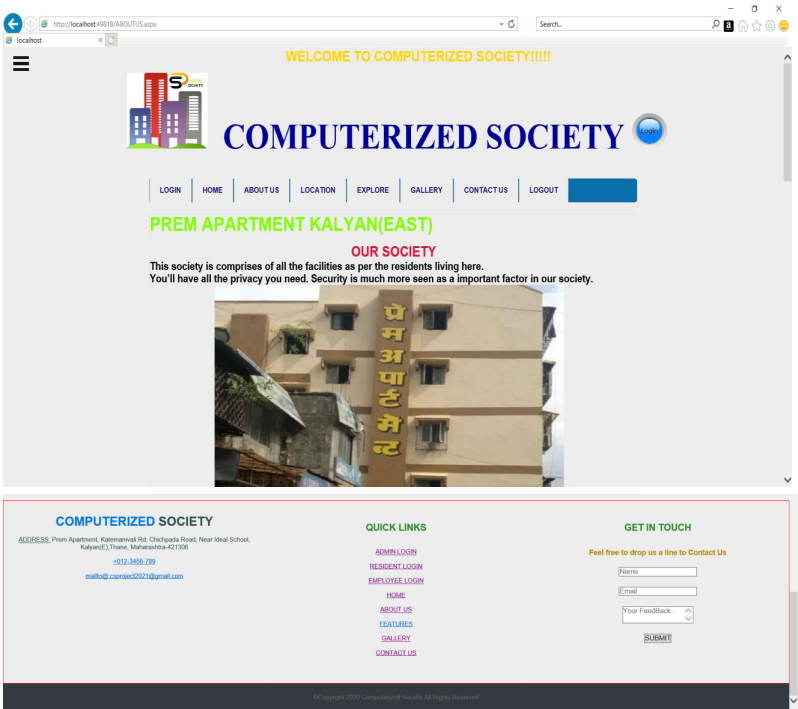 http://localhost:49818/ABOUTUS.aspx
Search...
localhost
WELCOME TO COMPUTERIZED SOCIETY!!!!!
SOCIETY
COMPUTERIZED SOCIETY
Login
LOGIN HOME ABOUT US LOCATION EXPLORE GALLERY CONTACT US LOGOUT
PREM APARTMENT KALYAN(EAST)
OUR SOCIETY
This society is comprises of all the facilities as per the residents living here.
You'll have all the privacy you need. Security is much more seen as a important factor in our society.
प्रेम अपार्टमेंट
COMPUTERIZED SOCIETY
ADDRESS: Prem Apartment, Katemanivali Rd, Chichpada Road, Near Ideal School,
Kalyan(E),Thane, Maharashtra-421306
+012-3456-789
mailto@:csproject2021@gmail.com
QUICK LINKS
ADMIN LOGIN
RESIDENT LOGIN
EMPLOYEE LOGIN
HOME
ABOUT US
FEATURES
GALLERY
CONTACT US
GET IN TOUCH
Feel free to drop us a line to Contact Us
Name
Email
Your FeedBack..
SUBMIT
©Copyright 2020 Computerized Society All Rights Reserved